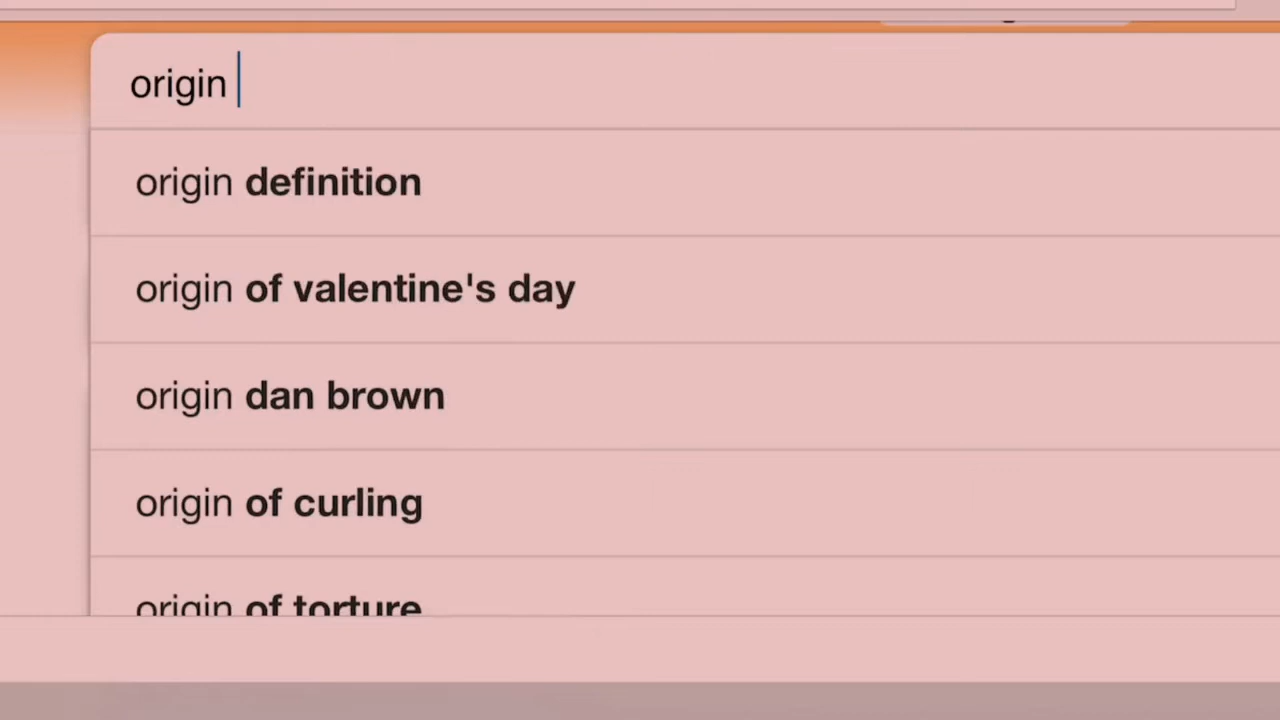 origin
origin definition
origin of valentine's day
origin dan brown
origin of curling
origin of torture